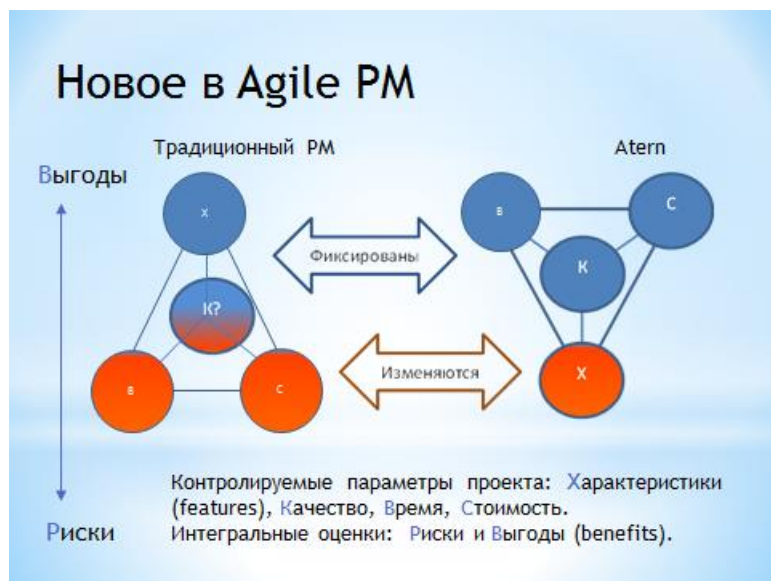 Новое в Agile PM
Традиционный PM
Atern
Выгоды
Х
В
С
Фиксированы
К
К?
Изменяются
В
С
Х
Контролируемые параметры проекта: Характеристики
(features), Качество, Время, Стоимость.
Риски
Интегральные оценки: Риски и Выгоды (benefits).